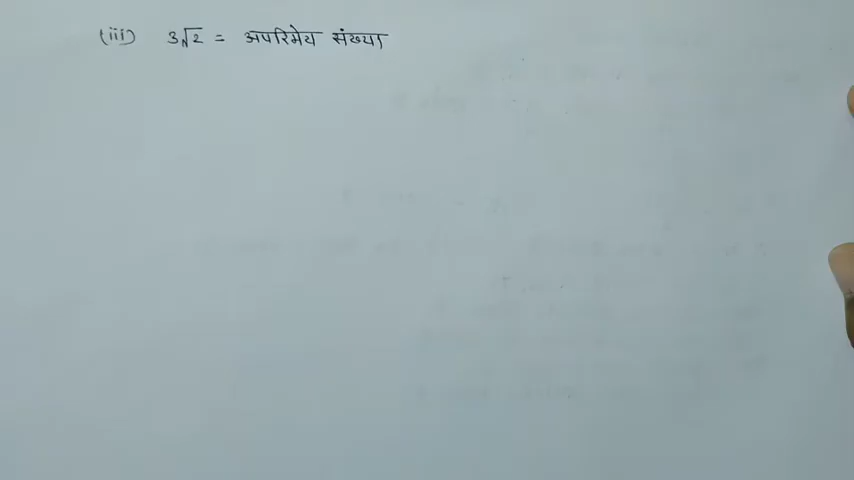 (iii) 3√2 = अपरिमेय संख्या